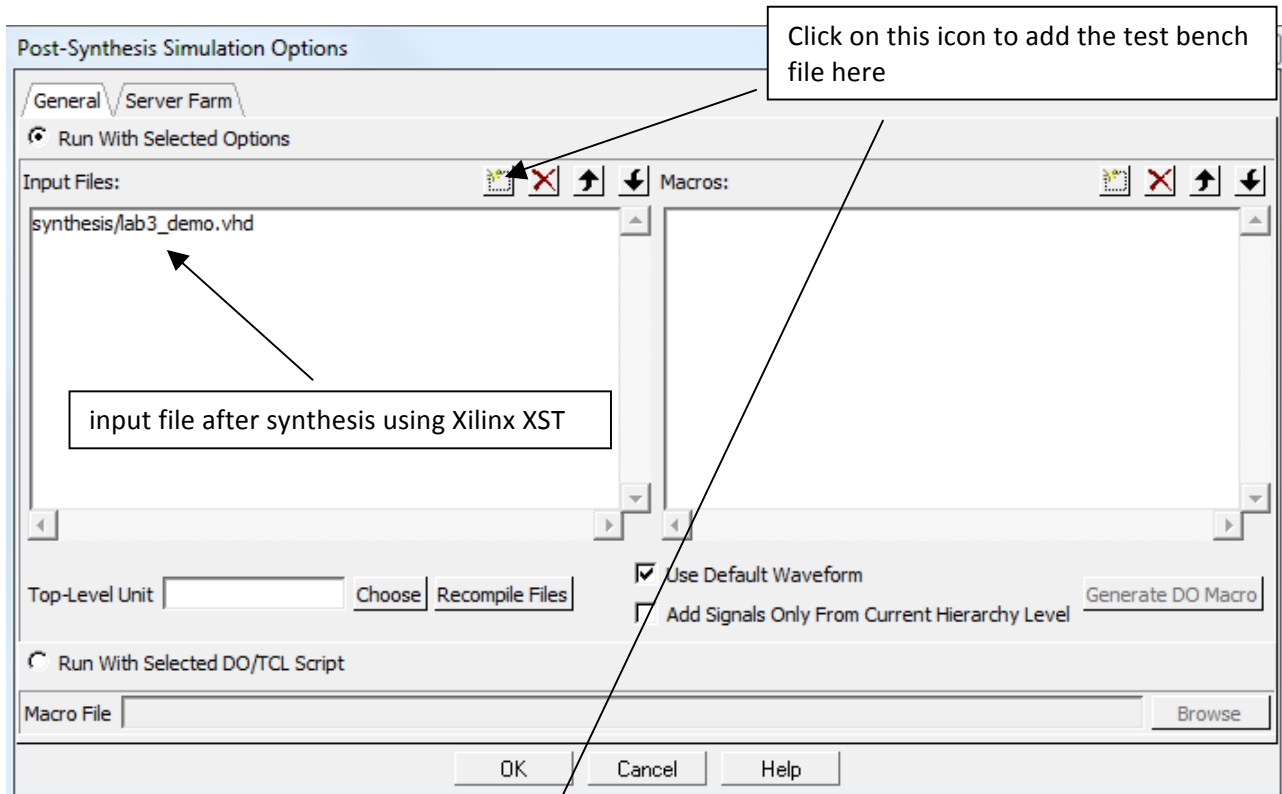 Post-Synthesis Simulation Options
Click on this icon to add the test bench
file here
General Server Farm
Run With Selected Options
Input Files: Macros:
synthesis/lab3_demo.vhd
input file after synthesis using Xilinx XST
Top-Level Unit Choose Recompile Files
Use Default Waveform
Add Signals Only From Current Hierarchy Level
Generate DO Macro
Run With Selected DO/TCL Script
Macro File Browse
OK Cancel Help